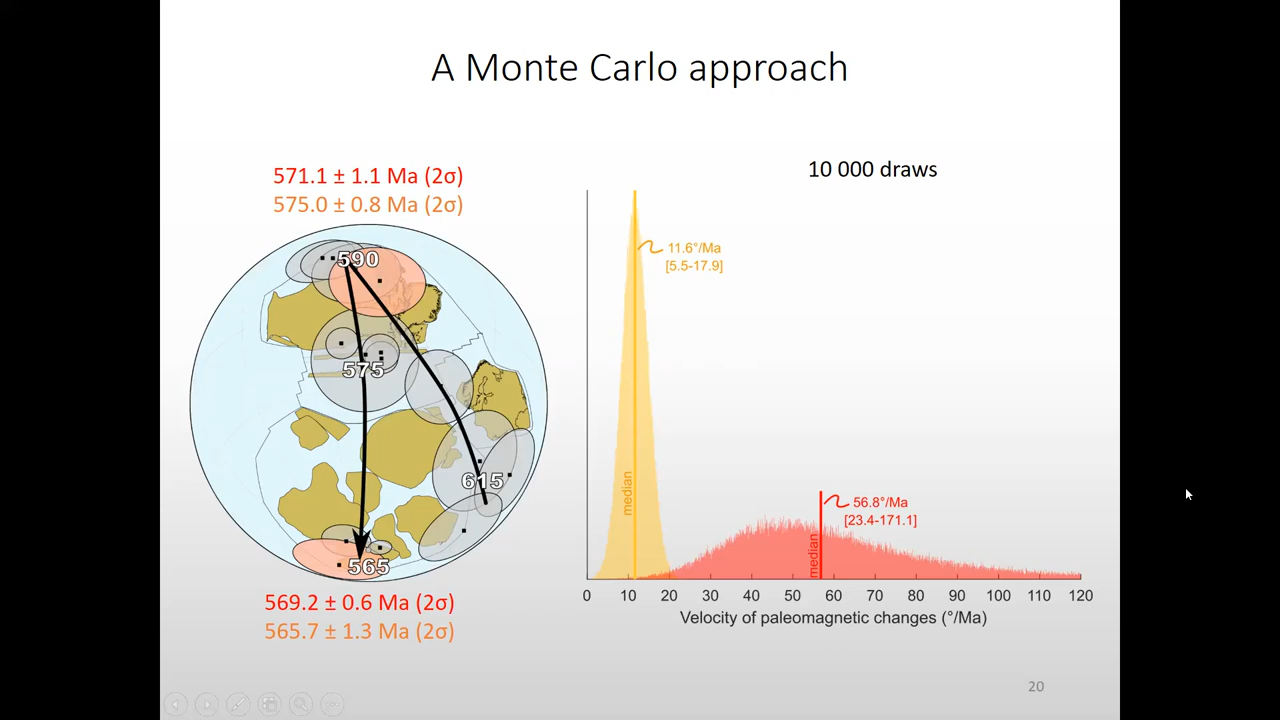 A Monte Carlo approach
571.1 ± 1.1 Ma (2σ)
575.0 ± 0.8 Ma (2σ)
10 000 draws
590
575
615
565
569.2 ± 0.6 Ma (2σ)
565.7 ± 1.3 Ma (2σ)
11.6°/Ma
[5.5-17.9]
median
56.8°/Ma
[23.4-171.1]
median
0 10 20 30 40 50 60 70 80 90 100 110 120
Velocity of paleomagnetic changes (°/Ma)
20